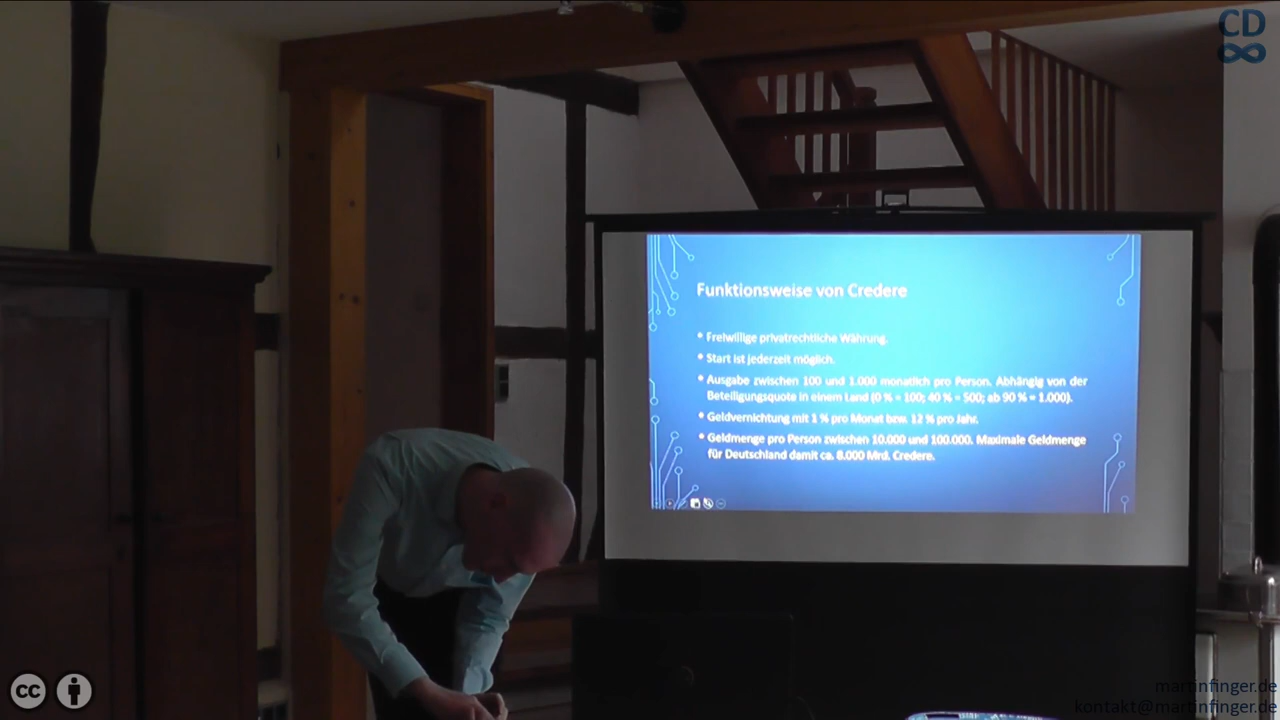 CD
Funktionsweise von Credere
Freiwillige privatrechtliche Währung.
Start ist jederzeit möglich.
Ausgabe zwischen 100 und 1.000 monatlich pro Person. Abhängig von der
Beteiligungsquote in einem Land (0 % = 100; 40 % = 500; ab 90 % = 1.000).
Geldvernichtung mit 1 % pro Monat bzw. 12 % pro Jahr.
Geldmenge pro Person zwischen 10.000 und 100.000. Maximale Geldmenge
für Deutschland damit ca. 8.000 Mrd. Credere.
cc
martinfinger.de
kontakt@martinfinger.de